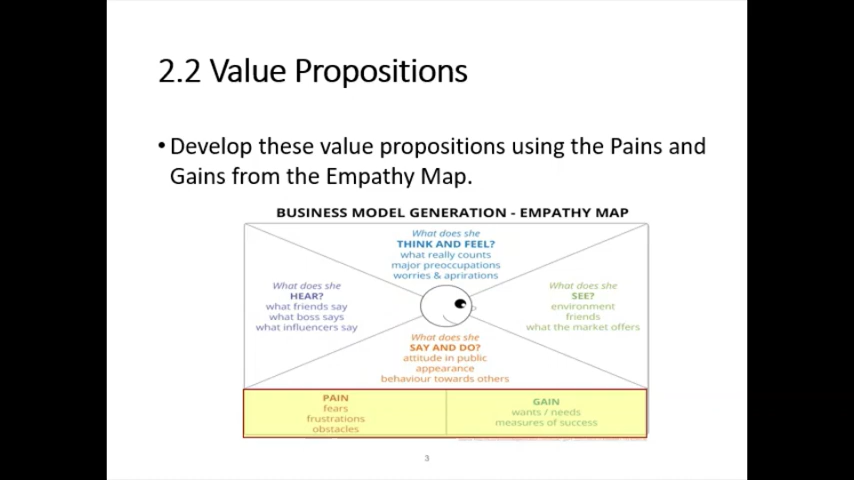 2.2 Value Propositions
• Develop these value propositions using the Pains and
Gains from the Empathy Map.
BUSINESS MODEL GENERATION - EMPATHY MAP
What does she
THINK AND FEEL?
what really counts
major preoccupations
worries & aprirations
What does she
HEAR?
what friends say
what boss says
what influencers say
What does she
SEE?
environment
friends
what the market offers
What does she
SAY AND DO?
attitude in public
appearance
behaviour towards others
PAIN
fears
frustrations
obstacles
GAIN
wants / needs
measures of success
3